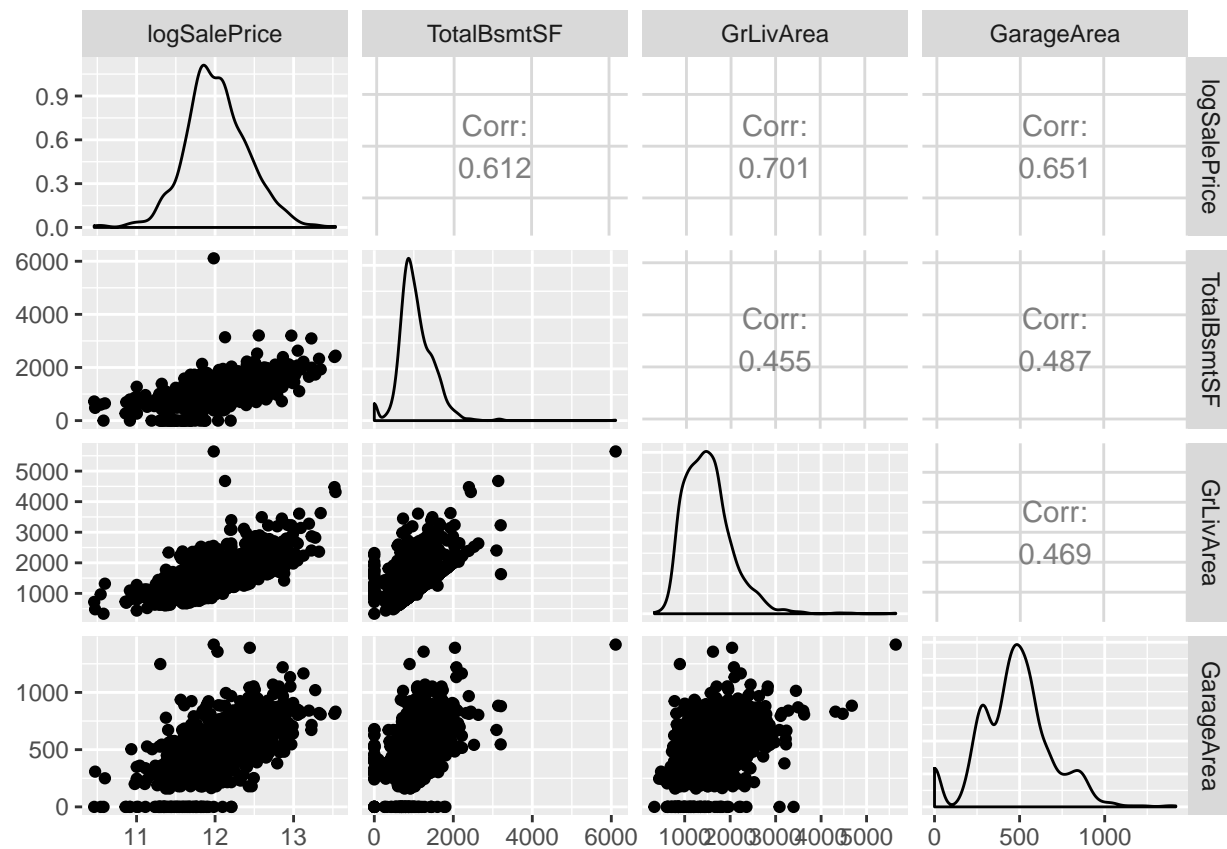 logSalePrice TotalBsmtSF GrLivArea GarageArea
0.9
0.6
0.3
0.0
Corr:
0.612
Corr:
0.701
Corr:
0.651
logSalePrice
6000
4000
2000
0
Corr:
0.455
Corr:
0.487
TotalBsmtSF
5000
4000
3000
2000
1000
Corr:
0.469
GrLivArea
1000
500
0
GarageArea
11 12 13
0 2000 4000 6000
1000 2000 3000 4000 5000
0 500 1000